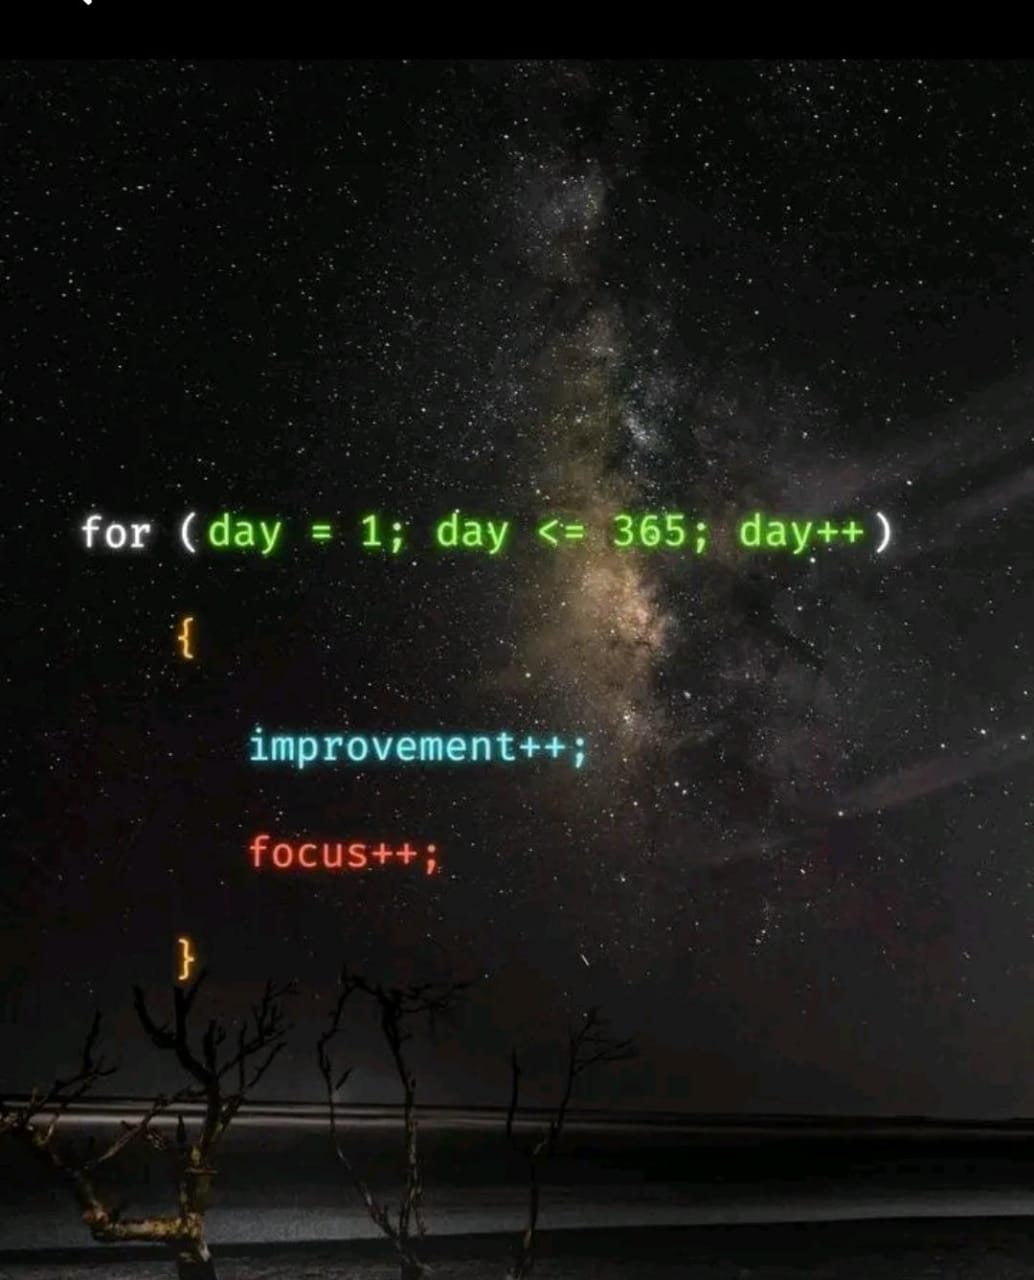 for (day = 1; day <= 365; day++)
{
improvement++;
focus++;
}